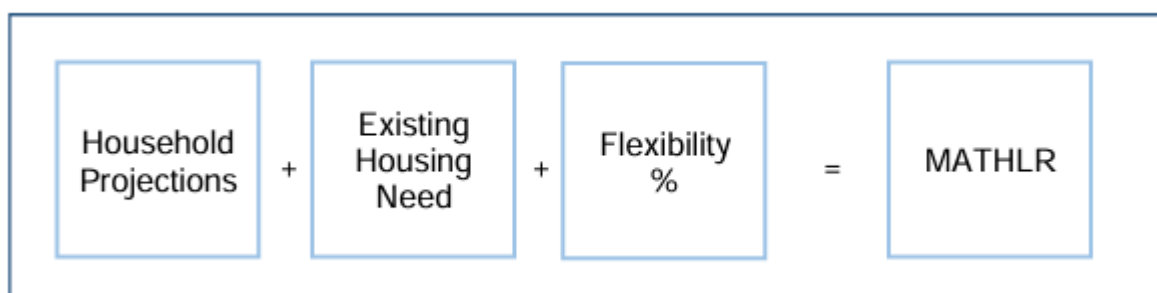 Household
Projections
+
Existing
Housing
Need
+
Flexibility
%
=
MATHLR